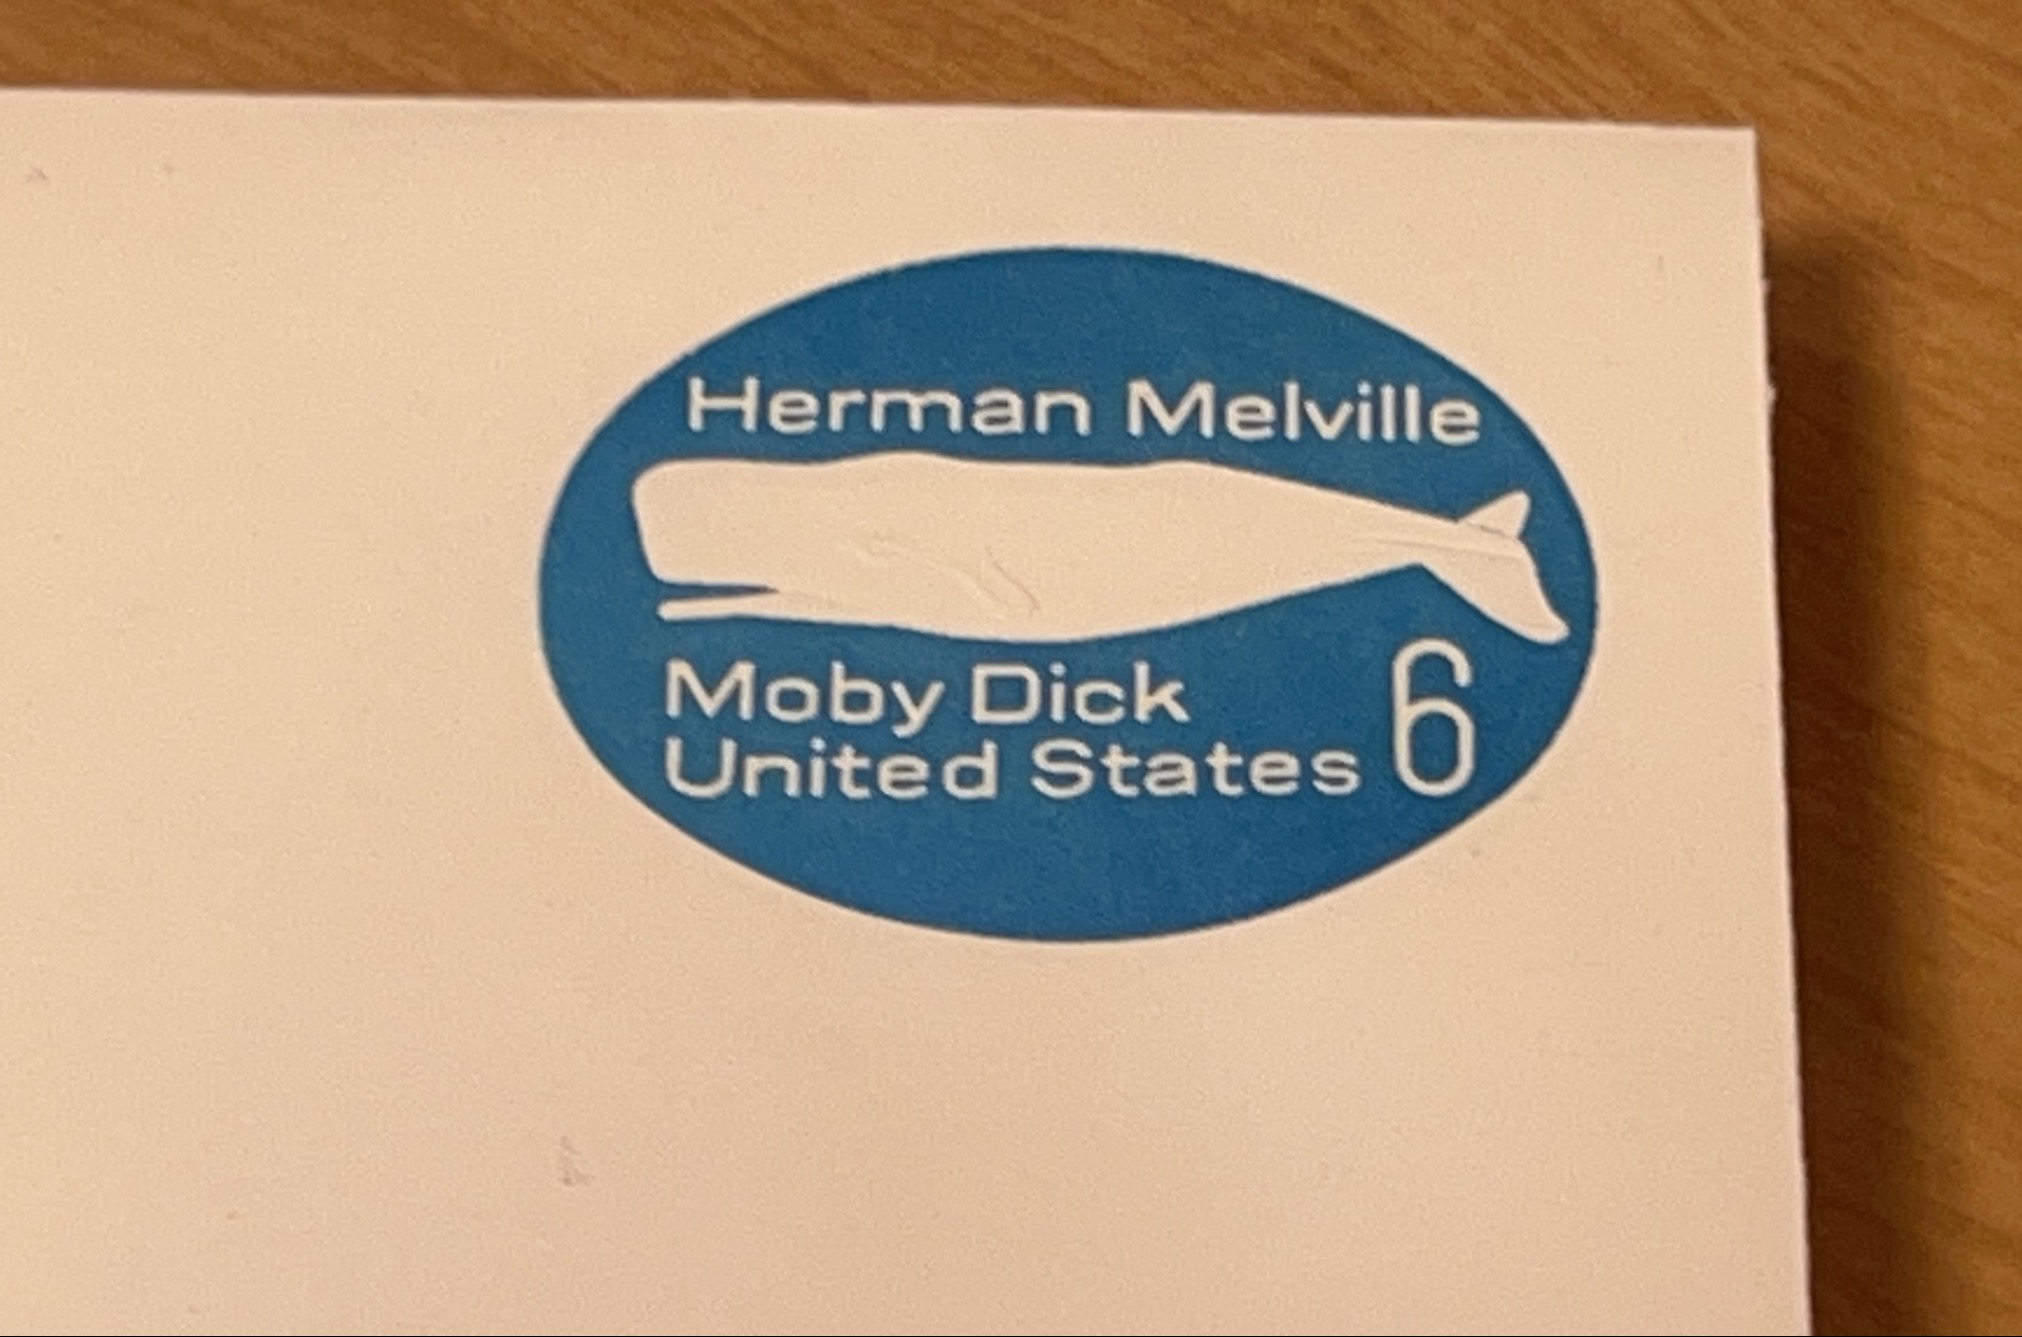 Herman Melville
Moby Dick
United States 6